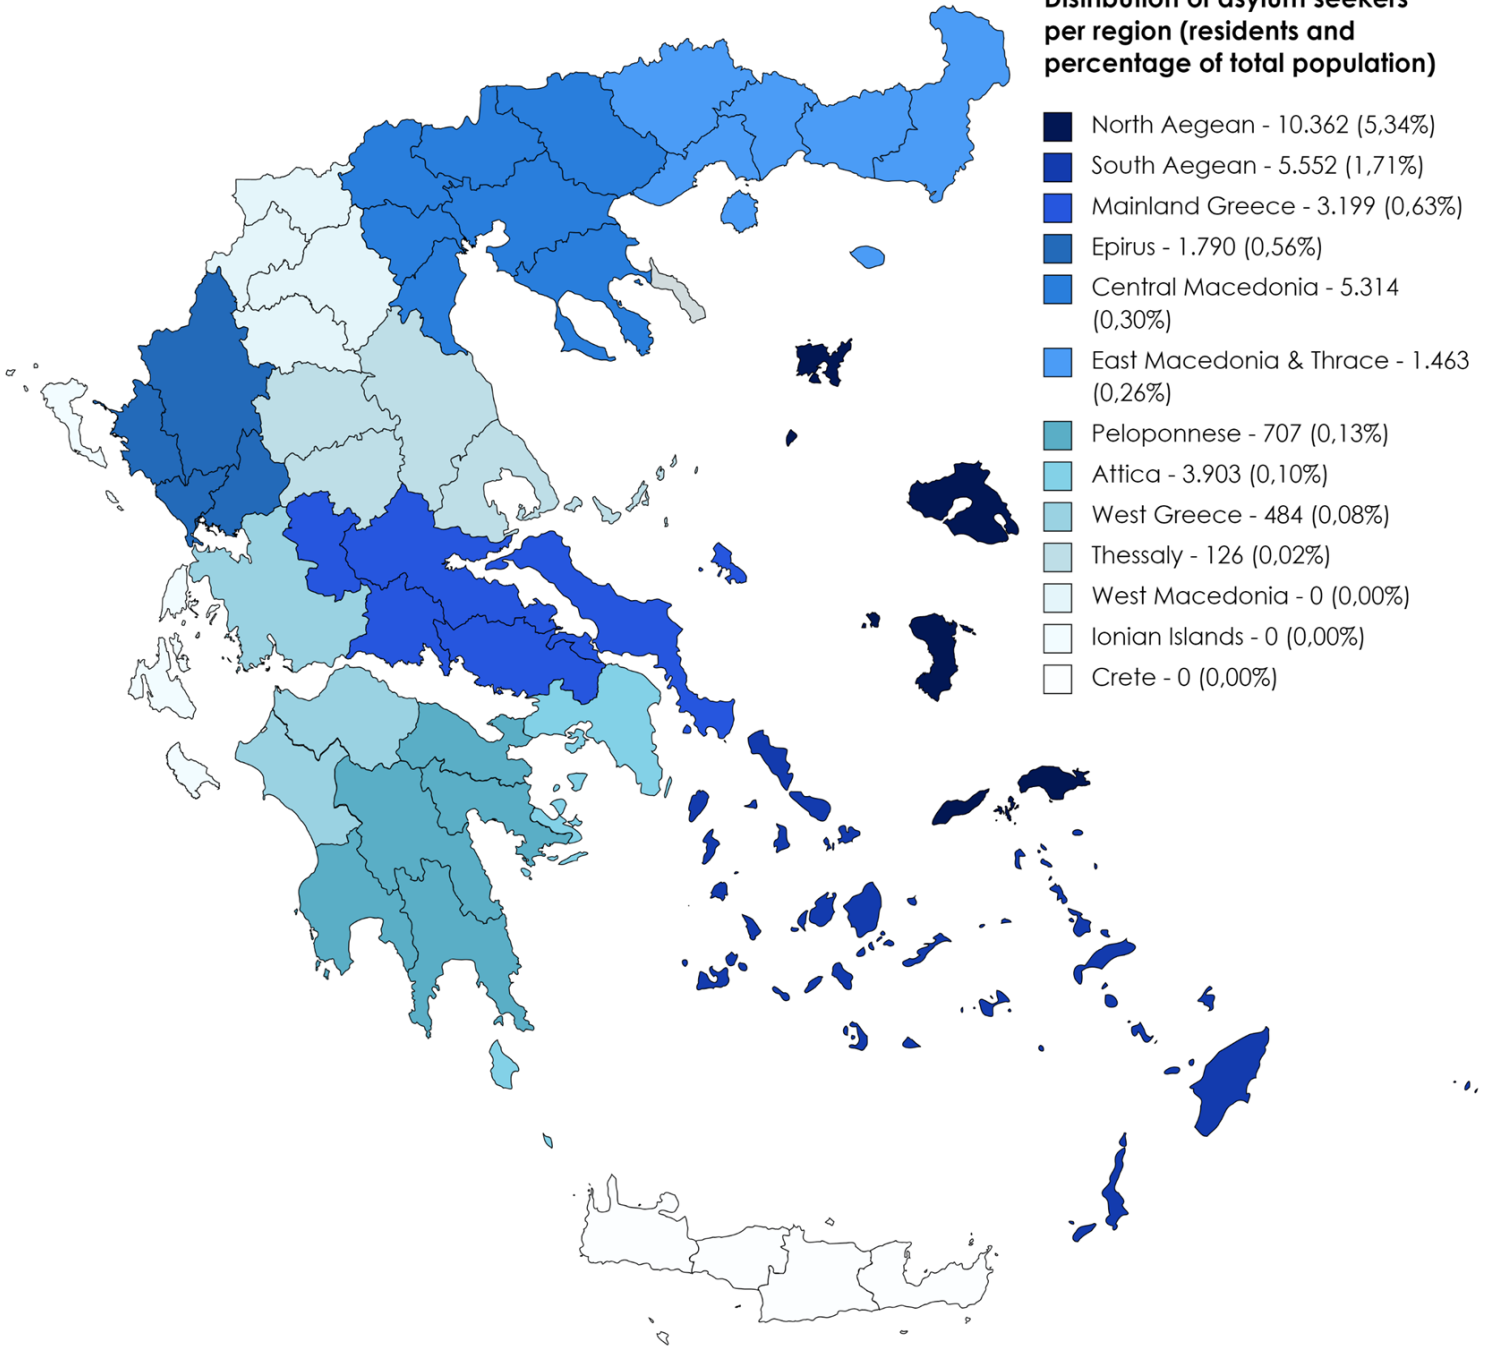 Distribution of asylum seekers
per region (residents and
percentage of total population)
North Aegean - 10.362 (5,34%)
South Aegean - 5.552 (1,71%)
Mainland Greece - 3.199 (0,63%)
Epirus - 1.790 (0,56%)
Central Macedonia - 5.314
(0,30%)
East Macedonia & Thrace - 1.463
(0,26%)
Peloponnese - 707 (0,13%)
Attica - 3.903 (0,10%)
West Greece - 484 (0,08%)
Thessaly - 126 (0,02%)
West Macedonia - 0 (0,00%)
Ionian Islands - 0 (0,00%)
Crete - 0 (0,00%)